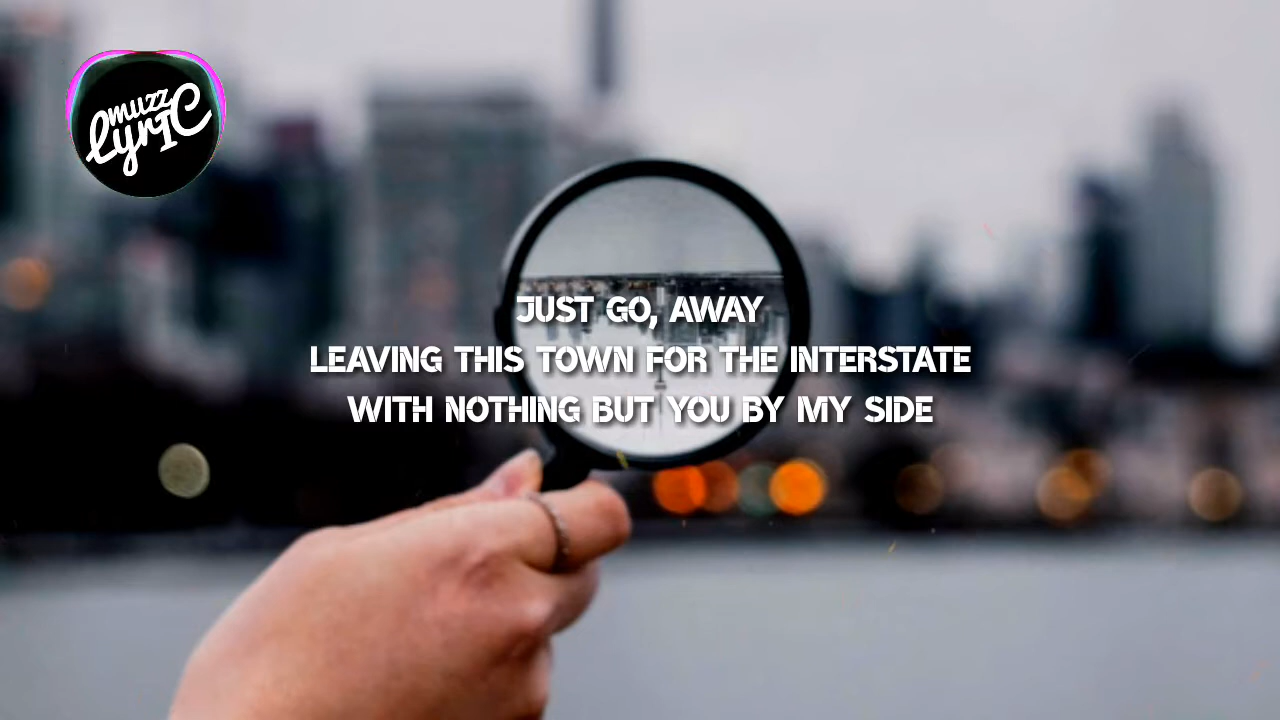 muzz
LyrIC
JUST GO, AWAY
LEAVING THIS TOWN FOR THE INTERSTATE
WITH NOTHING BUT YOU BY MY SIDE